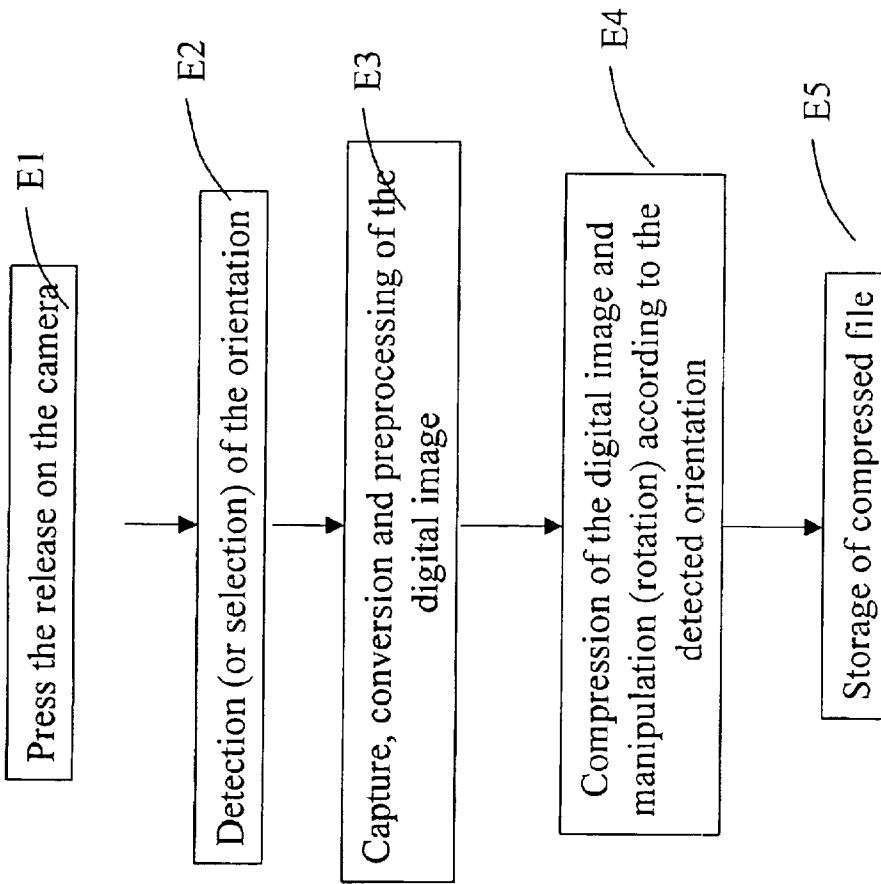 E1
Press the release on the camera
E2
Detection (or selection) of the orientation
E3
Capture, conversion and preprocessing of the
digital image
E4
Compression of the digital image and
manipulation (rotation) according to the
detected orientation
E5
Storage of compressed file